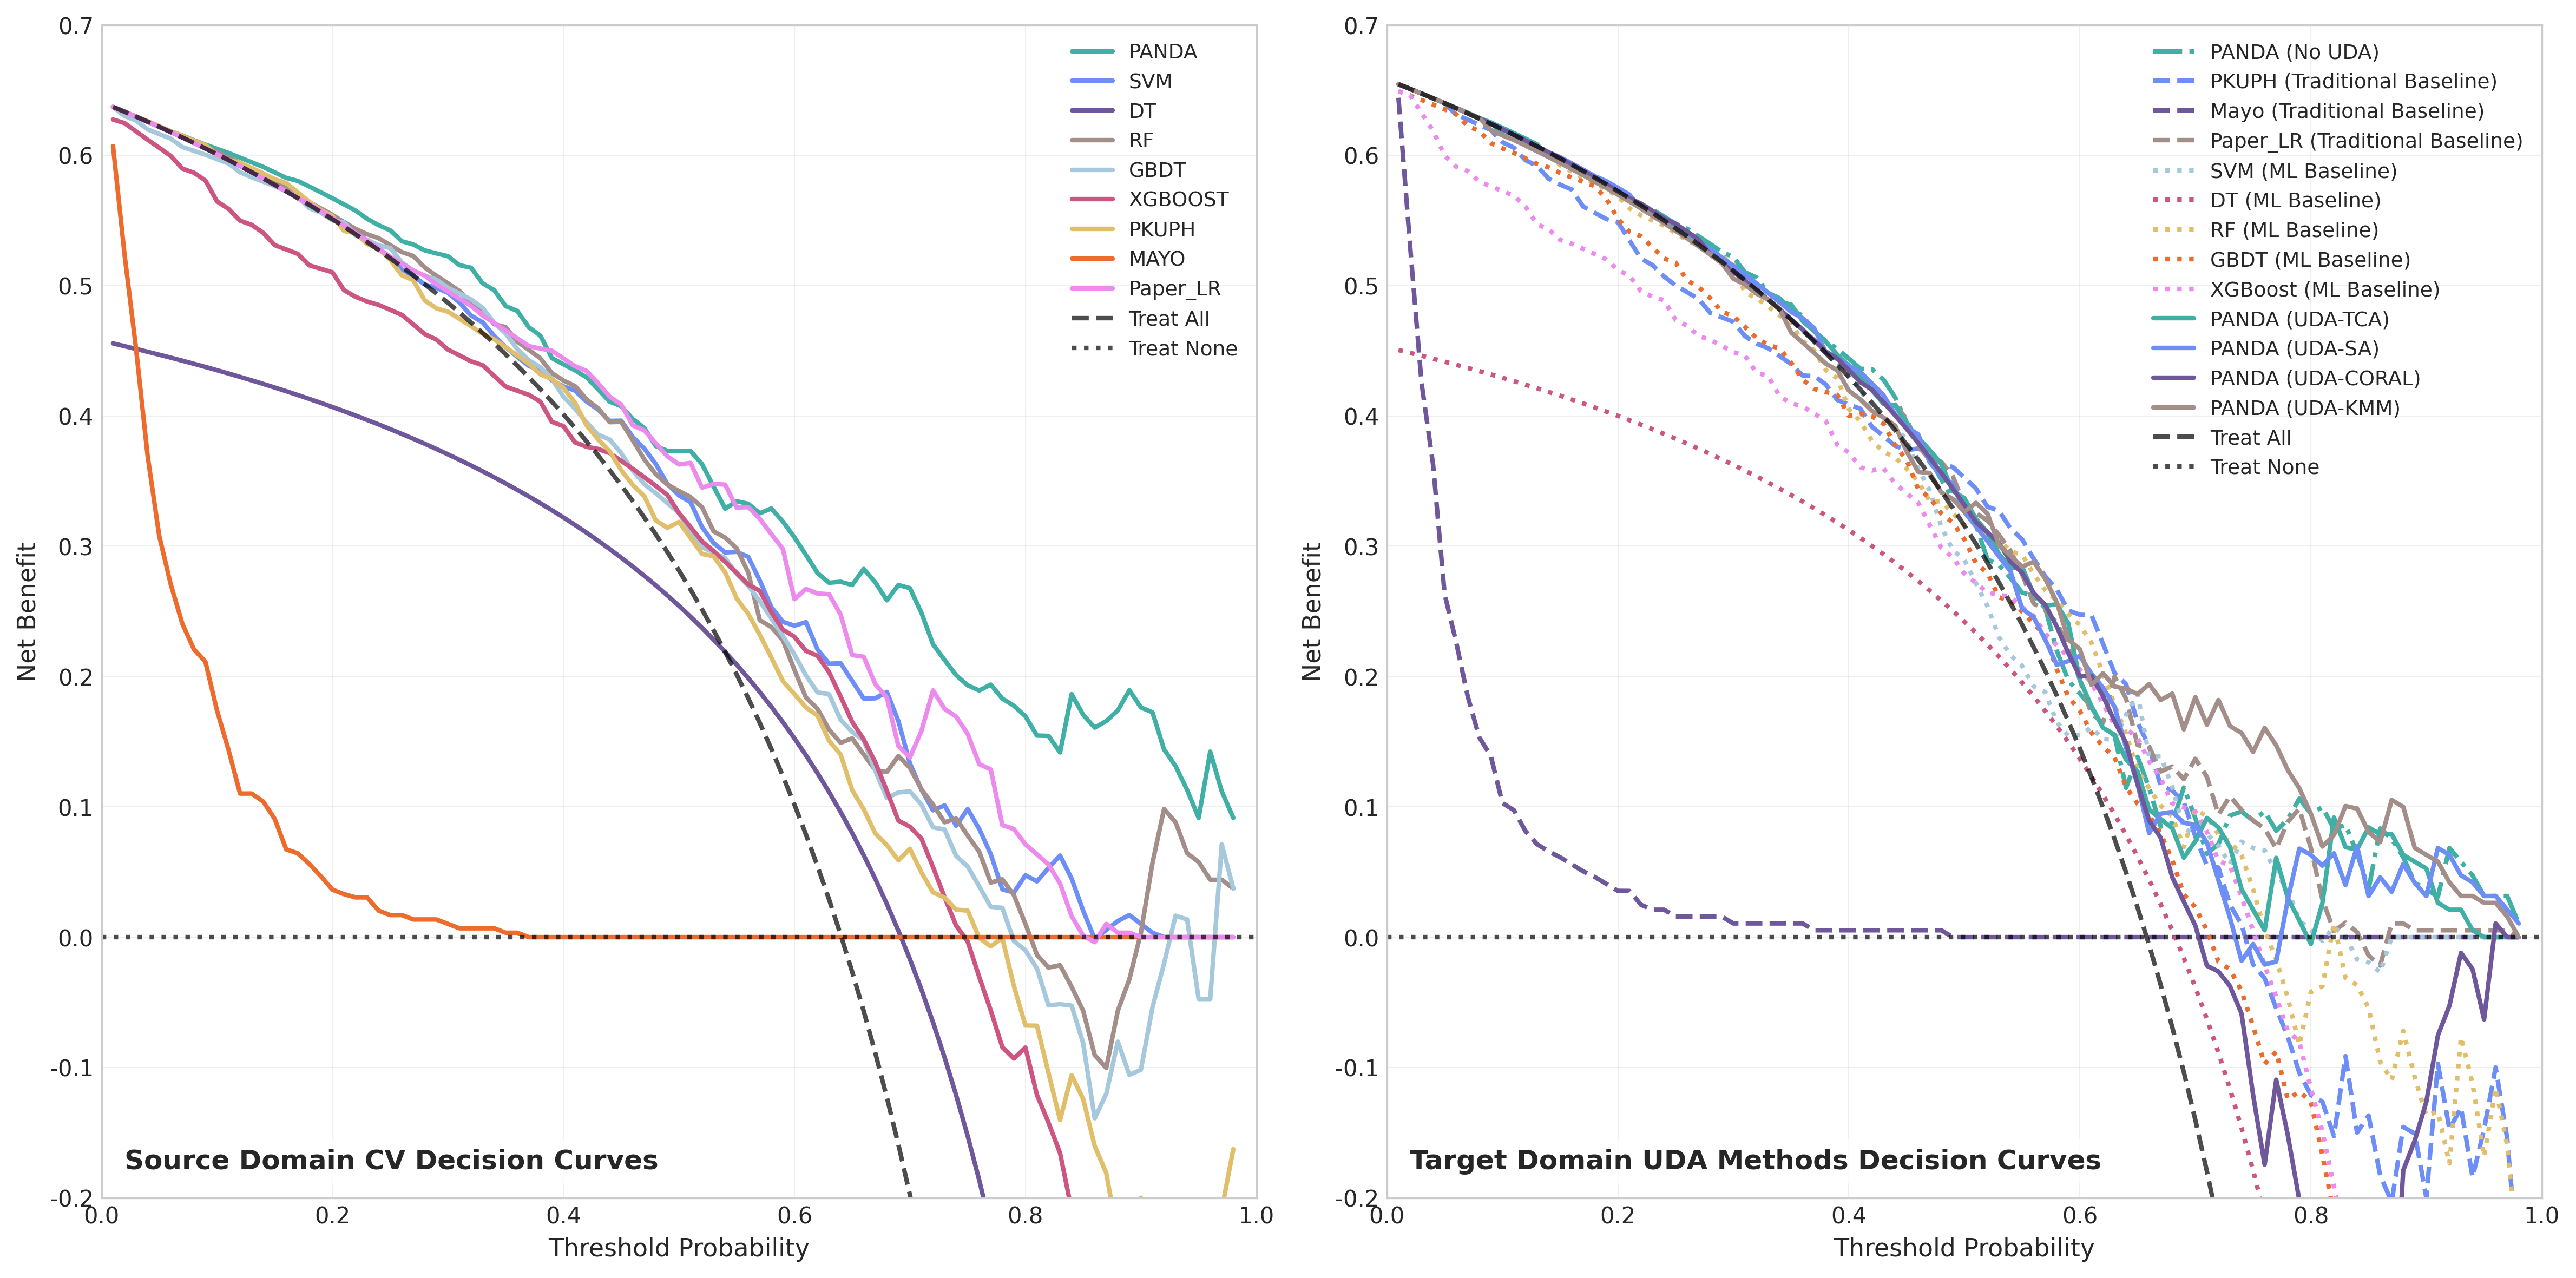 0.7
0.6
0.5
0.4
0.3
0.2
0.1
0.0
-0.1
-0.2
Net Benefit
PANDA
SVM
DT
RF
GBDT
XGBOOST
PKUPH
MAYO
Paper_LR
Treat All
Treat None
Source Domain CV Decision Curves
0.0 0.2 0.4 0.6 0.8 1.0
Threshold Probability
0.7
0.6
0.5
0.4
0.3
0.2
0.1
0.0
-0.1
-0.2
Net Benefit
PANDA (No UDA)
PKUPH (Traditional Baseline)
Mayo (Traditional Baseline)
Paper_LR (Traditional Baseline)
SVM (ML Baseline)
DT (ML Baseline)
RF (ML Baseline)
GBDT (ML Baseline)
XGBoost (ML Baseline)
PANDA (UDA-TCA)
PANDA (UDA-SA)
PANDA (UDA-CORAL)
PANDA (UDA-KMM)
Treat All
Treat None
Target Domain UDA Methods Decision Curves
0.0 0.2 0.4 0.6 0.8 1.0
Threshold Probability